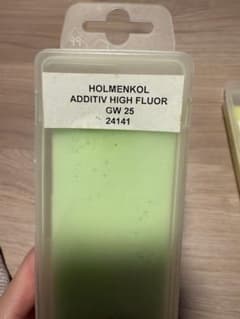 HOLMENKOL
ADDITIV HIGH FLUOR
GW 25
24141